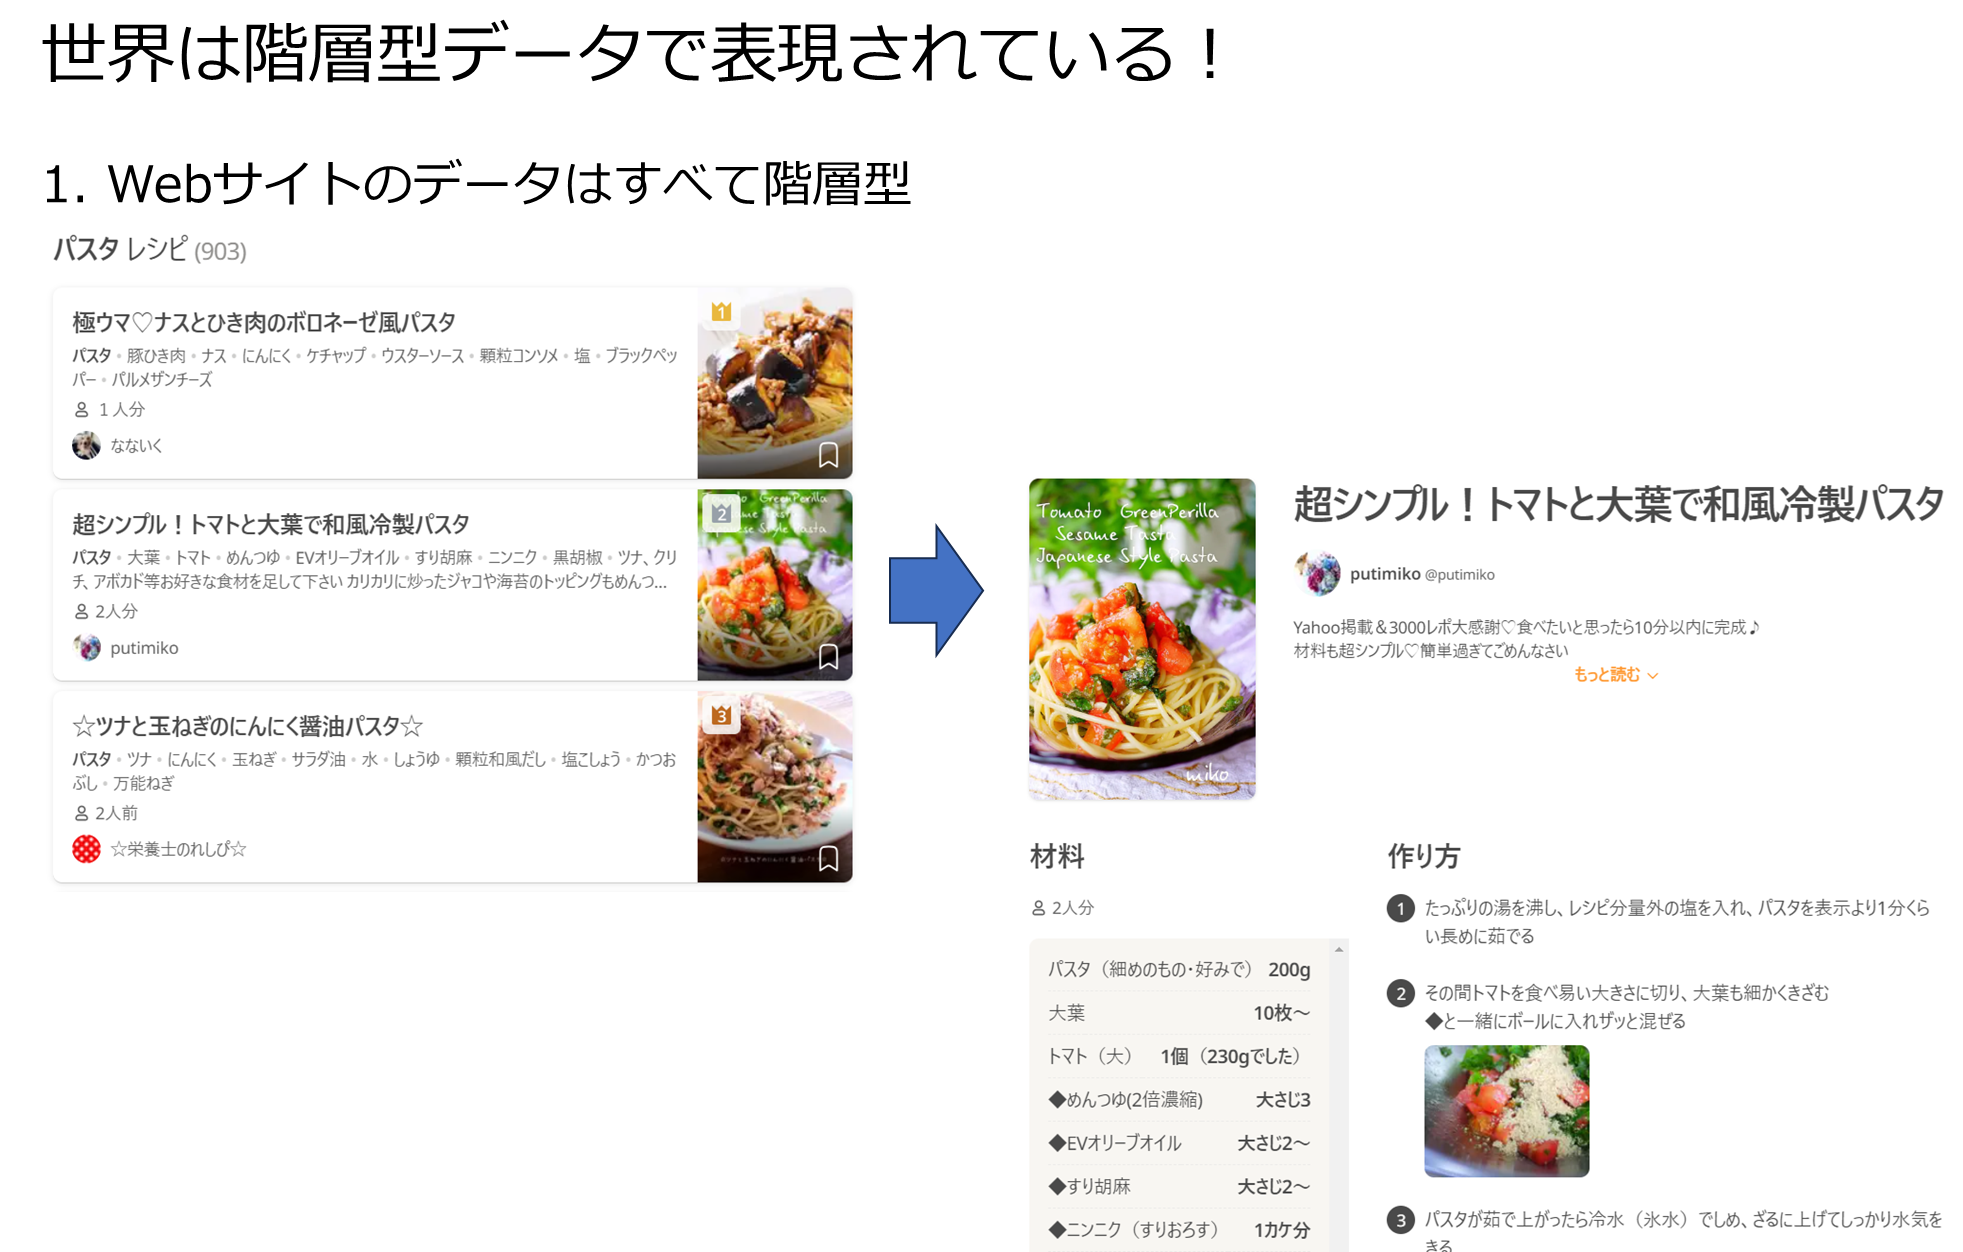 世界は階層型データで表現されている！
1. Webサイトのデータはすべて階層型
パスタ レシピ (903)
極ウマ♡ナスとひき肉のボロネーゼ風パスタ
パスタ・豚ひき肉・ナス・にんにく・ケチャップ・ウスターソース・顆粒コンソメ・塩・ブラックペッ
パー・パルメザンチーズ
1人分
なないく
1
超シンプル！トマトと大葉で和風冷製パスタ
パスタ・大葉・トマト・めんつゆ・EVオリーブオイル・すり胡麻・ニンニク・黒胡椒・ツナ、クリ
チ、アボカド等お好きな食材を足して下さい カリカリに炒ったジャコや海苔のトッピングもめんつ...
2人分
putimiko
2
☆ツナと玉ねぎのにんにく醤油パスタ☆
パスタ・ツナ・にんにく・玉ねぎ・サラダ油・水・しょうゆ・顆粒和風だし・塩こしょう・かつお
ぶし・万能ねぎ
2人前
☆栄養士のれしぴ☆
3
Tomato GreenPerilla
Sesame Tasty
Japanese Style Pasta
miko
超シンプル！トマトと大葉で和風冷製パスタ
putimiko @putimiko
Yahoo掲載＆3000レポ大感謝♡食べたいと思ったら10分以内に完成♪
材料も超シンプル♡簡単過ぎてごめんなさい
もっと読む
材料
2人分
パスタ（細めのもの・好みで） 200g
大葉 10枚～
トマト（大） 1個（230gでした）
◆めんつゆ(2倍濃縮) 大さじ3
◆EVオリーブオイル 大さじ2～
◆すり胡麻 大さじ2～
◆ニンニク（すりおろす） 1カケ分
作り方
1 たっぷりの湯を沸し、レシピ分量外の塩を入れ、パスタを表示より1分くら
い長めに茹でる
2 その間トマトを食べ易い大きさに切り、大葉も細かくきざむ
◆と一緒にボールに入れザッと混ぜる
3 パスタが茹で上がったら冷水（氷水）でしめ、ざるに上げてしっかり水気を
きる